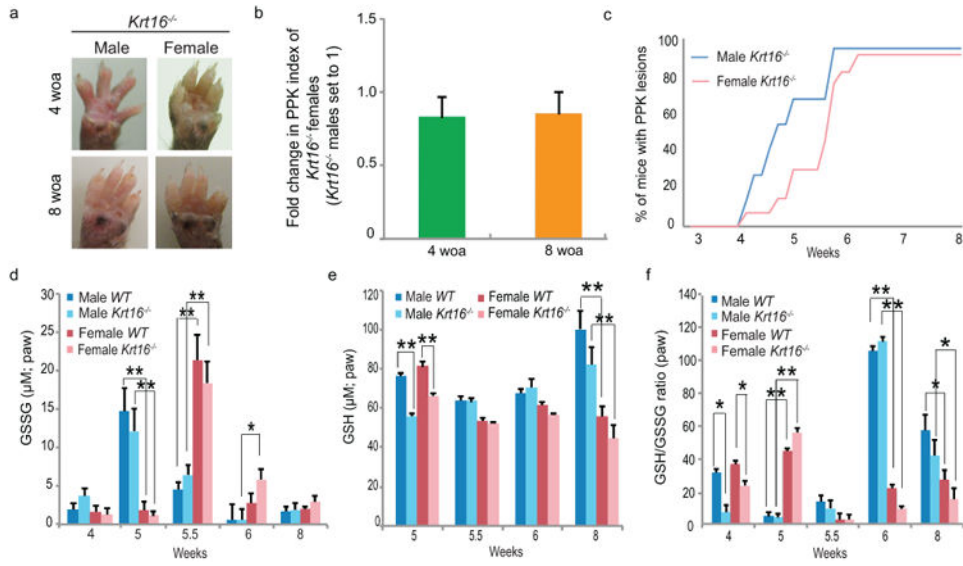 a
Krt16-/-
Male
Female
4 woa
8 woa
b
Fold change in PPK index of
Krt16-/- females
(Krt16-/- males set to 1)
1.5
1.0
0.5
0
4 woa
8 woa
c
% of mice with PPK lesions
100
80
60
40
20
0
Male Krt16-/-
Female Krt16-/-
3
4
5
6
7
8
Weeks
d
GSSG (μM; paw)
30
25
20
15
10
5
0
Male WT
Male Krt16-/-
Female WT
Female Krt16-/-
**
**
**
**
*
4
5
5.5
6
8
Weeks
e
GSH (μM; paw)
120
100
80
60
40
20
0
Male WT
Male Krt16-/-
Female WT
Female Krt16-/-
**
**
**
**
5
5.5
6
8
Weeks
f
GSH/GSSG ratio (paw)
140
120
100
80
60
40
20
0
Male WT
Male Krt16-/-
Female WT
Female Krt16-/-
*
*
**
**
**
**
*
*
4
5
5.5
6
8
Weeks